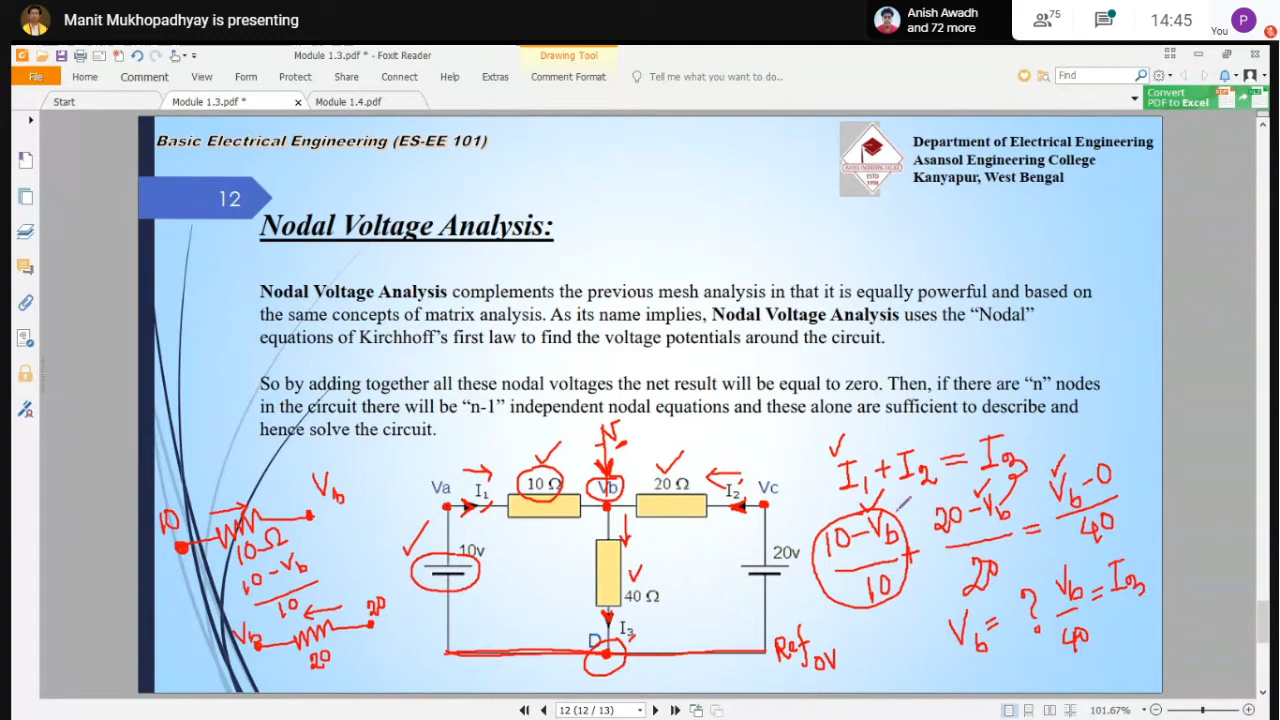 Manit Mukhopadhyay is presenting
Anish Awadh
and 72 more
75
14:45
You
P
Module 1.3.pdf * - Foxit Reader
Drawing Tool
File
Home
Comment
View
Form
Protect
Share
Connect
Help
Extras
Comment Format
Tell me what you want to do...
Find
Start
Module 1.3.pdf *
Module 1.4.pdf
Convert
PDF to Excel
Basic Electrical Engineering (ES-EE 101)
Department of Electrical Engineering
Asansol Engineering College
Kanyapur, West Bengal
12
Nodal Voltage Analysis:
Nodal Voltage Analysis complements the previous mesh analysis in that it is equally powerful and based on
the same concepts of matrix analysis. As its name implies, Nodal Voltage Analysis uses the “Nodal”
equations of Kirchhoff’s first law to find the voltage potentials around the circuit.
So by adding together all these nodal voltages the net result will be equal to zero. Then, if there are “n” nodes
in the circuit there will be “n-1” independent nodal equations and these alone are sufficient to describe and
hence solve the circuit.
Va
I₁
10 Ω
Vb
20 Ω
I₂
Vc
10v
40 Ω
20v
I₃
D
Ref 0V
10
V_b
10 Ω
10 - V_b
10
V_b
20
20
I₁ + I₂ = I₃
10 - V_b
10
+
20 - V_b
20
=
V_b - 0
40
V_b = ?
V_b
40
= I₃
12 (12 / 13)
101.67%